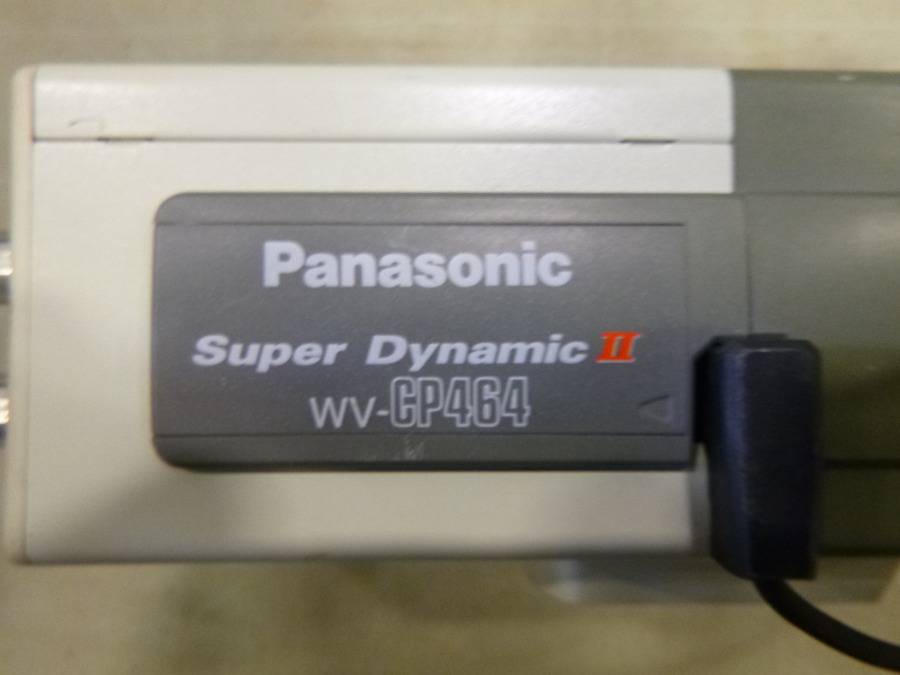 Panasonic
Super Dynamic II
WV-CP464